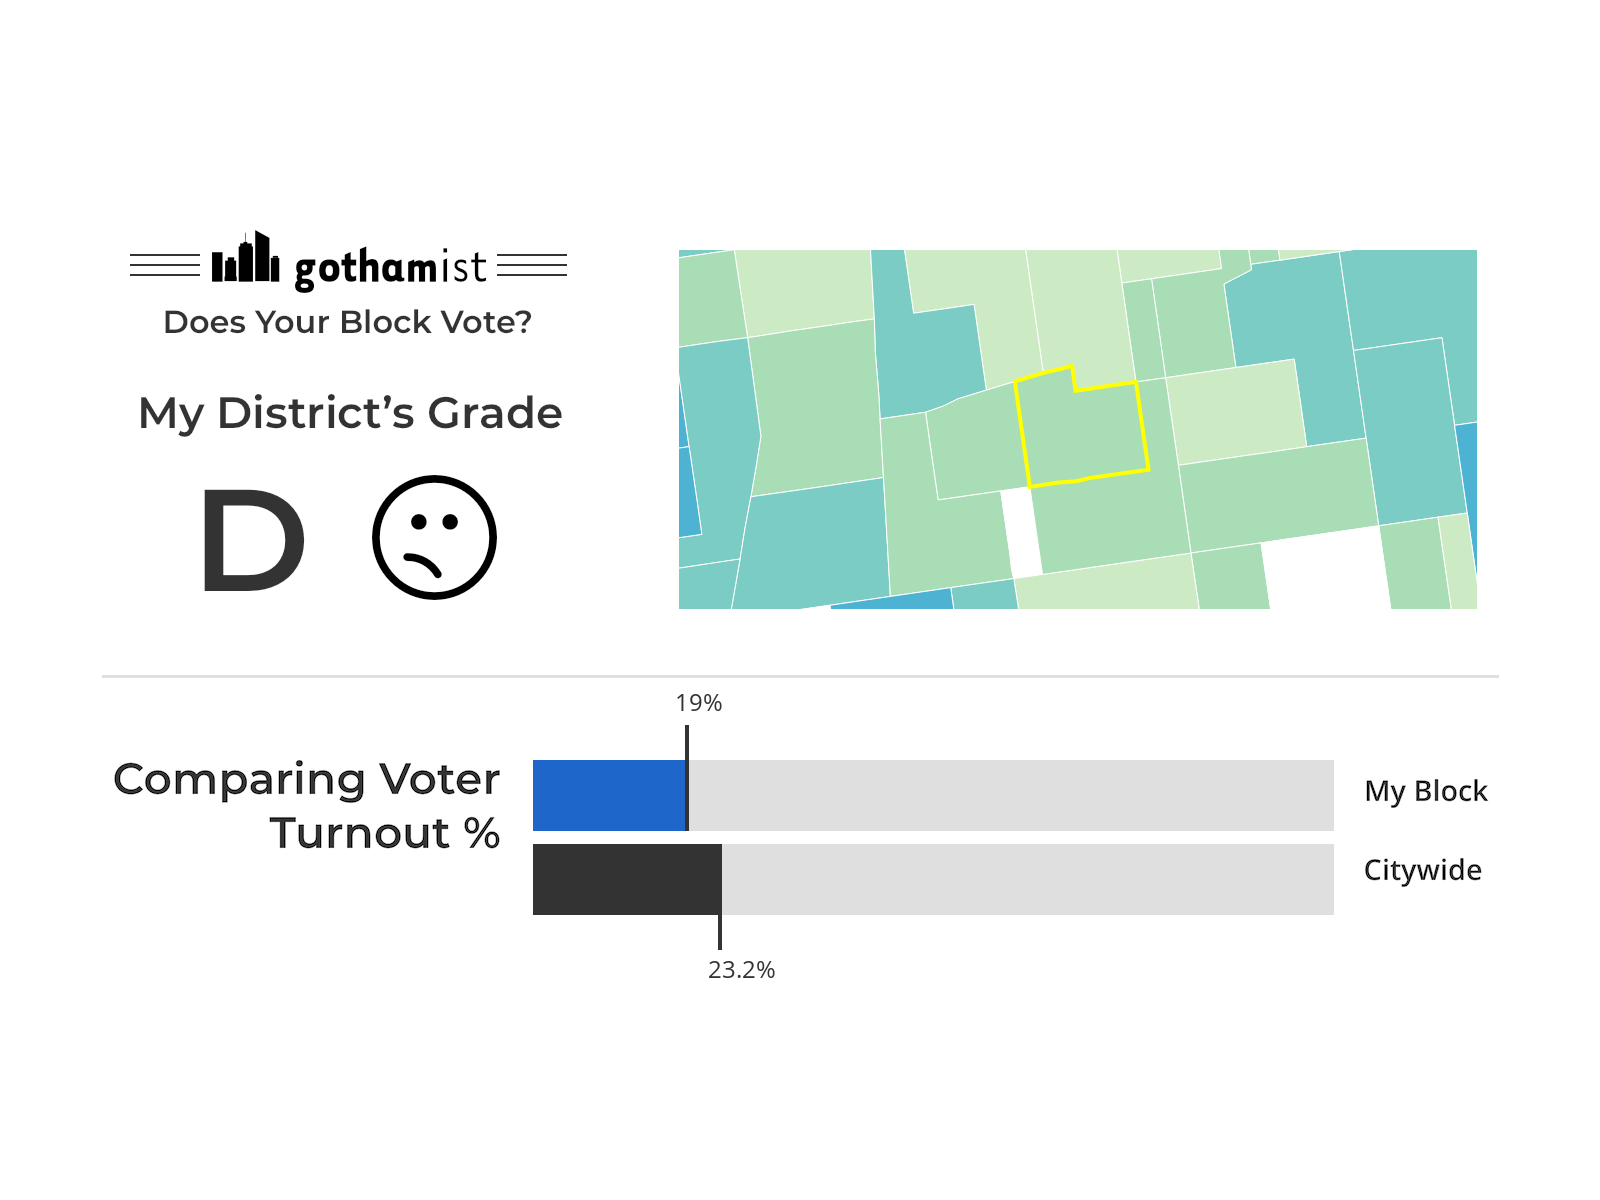 gothamist
Does Your Block Vote?
My District’s Grade
D
19%
Comparing Voter
Turnout %
My Block
Citywide
23.2%